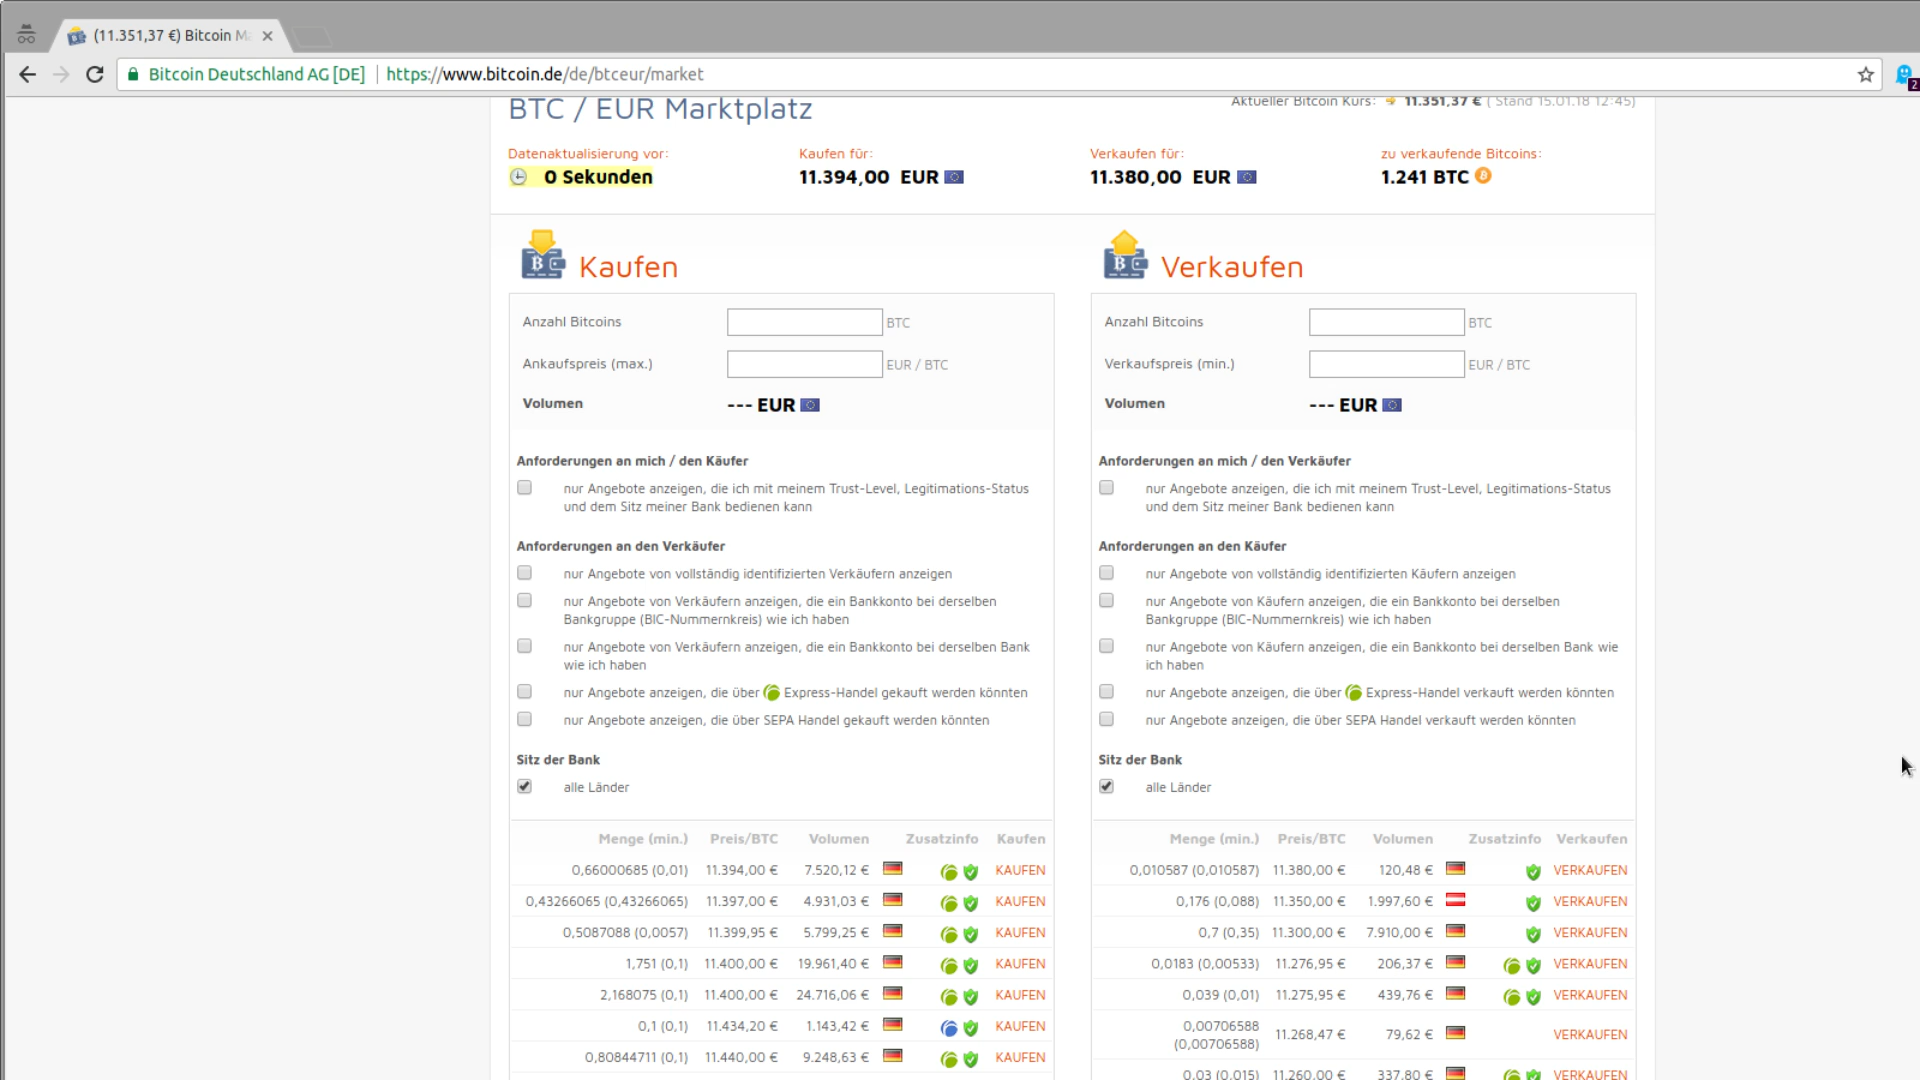 (11.351,37 €) Bitcoin M
Bitcoin Deutschland AG [DE] https://www.bitcoin.de/de/btceur/market
2
BTC / EUR Marktplatz
Aktueller Bitcoin Kurs: 11.351,37 € ( Stand 15.01.18 12:45)
Datenaktualisierung vor: Kaufen für: Verkaufen für: zu verkaufende Bitcoins:
0 Sekunden 11.394,00 EUR 11.380,00 EUR 1.241 BTC
Kaufen
Anzahl Bitcoins BTC
Ankaufspreis (max.) EUR / BTC
Volumen --- EUR
Anforderungen an mich / den Käufer
nur Angebote anzeigen, die ich mit meinem Trust-Level, Legitimations-Status
und dem Sitz meiner Bank bedienen kann
Anforderungen an den Verkäufer
nur Angebote von vollständig identifizierten Verkäufern anzeigen
nur Angebote von Verkäufern anzeigen, die ein Bankkonto bei derselben
Bankgruppe (BIC-Nummernkreis) wie ich haben
nur Angebote von Verkäufern anzeigen, die ein Bankkonto bei derselben Bank
wie ich haben
nur Angebote anzeigen, die über Express-Handel gekauft werden könnten
nur Angebote anzeigen, die über SEPA Handel gekauft werden könnten
Sitz der Bank
alle Länder
Menge (min.) Preis/BTC Volumen Zusatzinfo Kaufen
0,66000685 (0,01) 11.394,00 € 7.520,12 € KAUFEN
0,43266065 (0,43266065) 11.397,00 € 4.931,03 € KAUFEN
0,5087088 (0,0057) 11.399,95 € 5.799,25 € KAUFEN
1,751 (0,1) 11.400,00 € 19.961,40 € KAUFEN
2,168075 (0,1) 11.400,00 € 24.716,06 € KAUFEN
0,1 (0,1) 11.434,20 € 1.143,42 € KAUFEN
0,80844711 (0,1) 11.440,00 € 9.248,63 € KAUFEN
Verkaufen
Anzahl Bitcoins BTC
Verkaufspreis (min.) EUR / BTC
Volumen --- EUR
Anforderungen an mich / den Verkäufer
nur Angebote anzeigen, die ich mit meinem Trust-Level, Legitimations-Status
und dem Sitz meiner Bank bedienen kann
Anforderungen an den Käufer
nur Angebote von vollständig identifizierten Käufern anzeigen
nur Angebote von Käufern anzeigen, die ein Bankkonto bei derselben
Bankgruppe (BIC-Nummernkreis) wie ich haben
nur Angebote von Käufern anzeigen, die ein Bankkonto bei derselben Bank wie
ich haben
nur Angebote anzeigen, die über Express-Handel verkauft werden könnten
nur Angebote anzeigen, die über SEPA Handel verkauft werden könnten
Sitz der Bank
alle Länder
Menge (min.) Preis/BTC Volumen Zusatzinfo Verkaufen
0,010587 (0,010587) 11.380,00 € 120,48 € VERKAUFEN
0,176 (0,088) 11.350,00 € 1.997,60 € VERKAUFEN
0,7 (0,35) 11.300,00 € 7.910,00 € VERKAUFEN
0,0183 (0,00533) 11.276,95 € 206,37 € VERKAUFEN
0,039 (0,01) 11.275,95 € 439,76 € VERKAUFEN
0,00706588
(0,00706588) 11.268,47 € 79,62 € VERKAUFEN
0,03 (0,015) 11.260,00 € 337,80 € VERKAUFEN